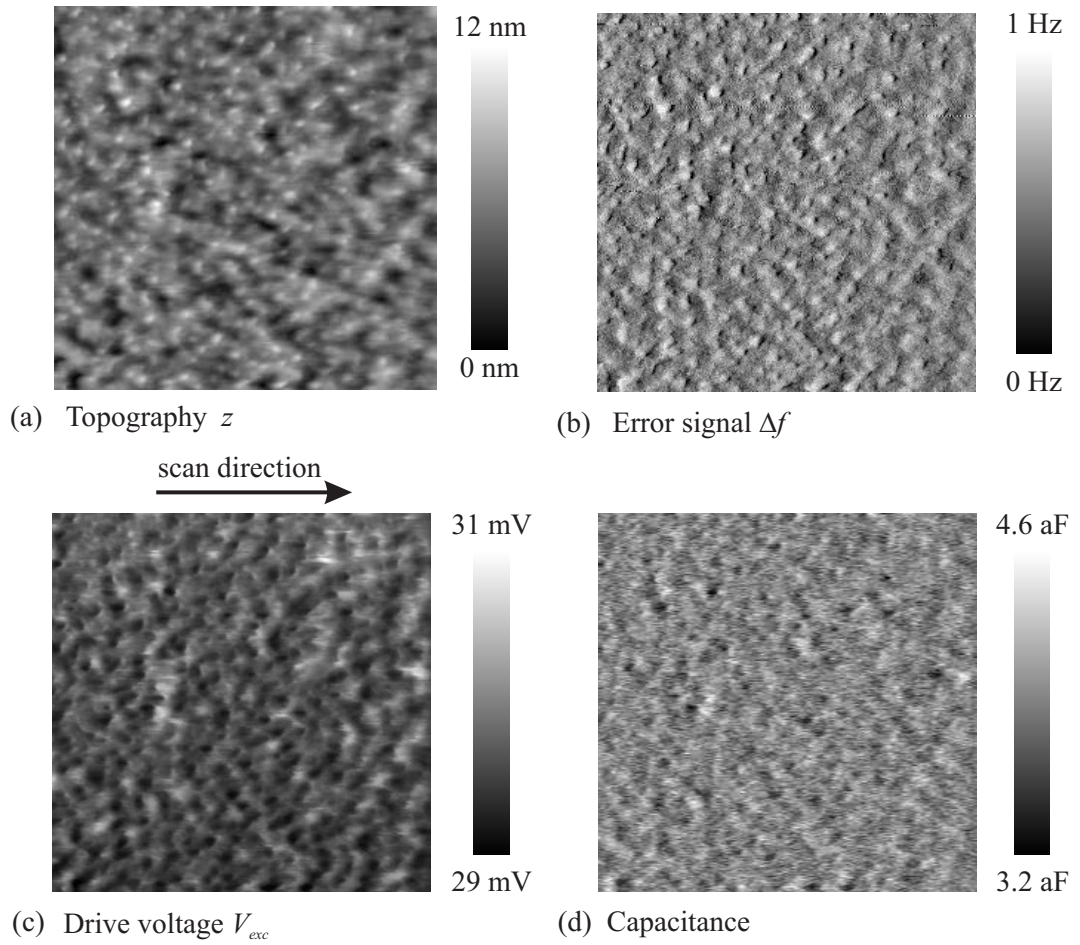 12 nm
0 nm
(a) Topography z
1 Hz
0 Hz
(b) Error signal Δf
scan direction
31 mV
29 mV
(c) Drive voltage Vexc
4.6 aF
3.2 aF
(d) Capacitance